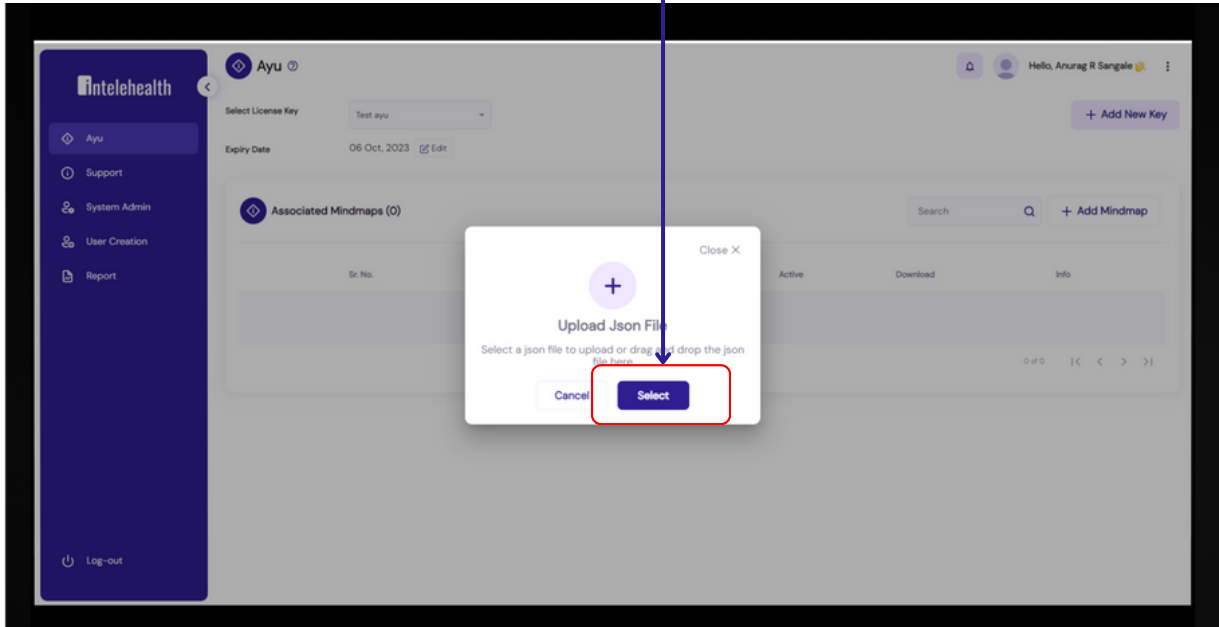 intelehealth
Ayu
Support
System Admin
User Creation
Report
Log-out
Ayu
Hello, Anurag R Sangale
Select License Key
Test ayu
+ Add New Key
Expiry Date
06 Oct, 2023 Edit
Associated Mindmaps (0)
Search
+ Add Mindmap
Sr. No.
Active
Download
Info
0 of 0
Close X
Upload Json File
Select a json file to upload or drag and drop the json
file here
Cancel
Select